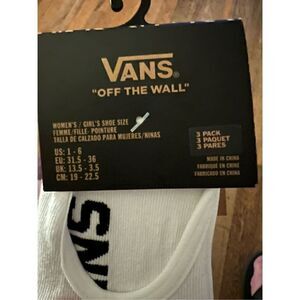 VANS®
"OFF THE WALL"
WOMEN'S / GIRL'S SHOE SIZE
FEMME/FILLE- POINTURE
TALLA DE CALZADO PARA MUJERES/NINAS
US: 1 - 6
EU: 31.5 - 36
UK: 13.5 - 3.5
CM: 19 - 22.5
3 PACK
3 PAQUET
3 PARES
MADE IN CHINA
FABRIQUÉ EN CHINE
FABRICADO EN CHINA
NS